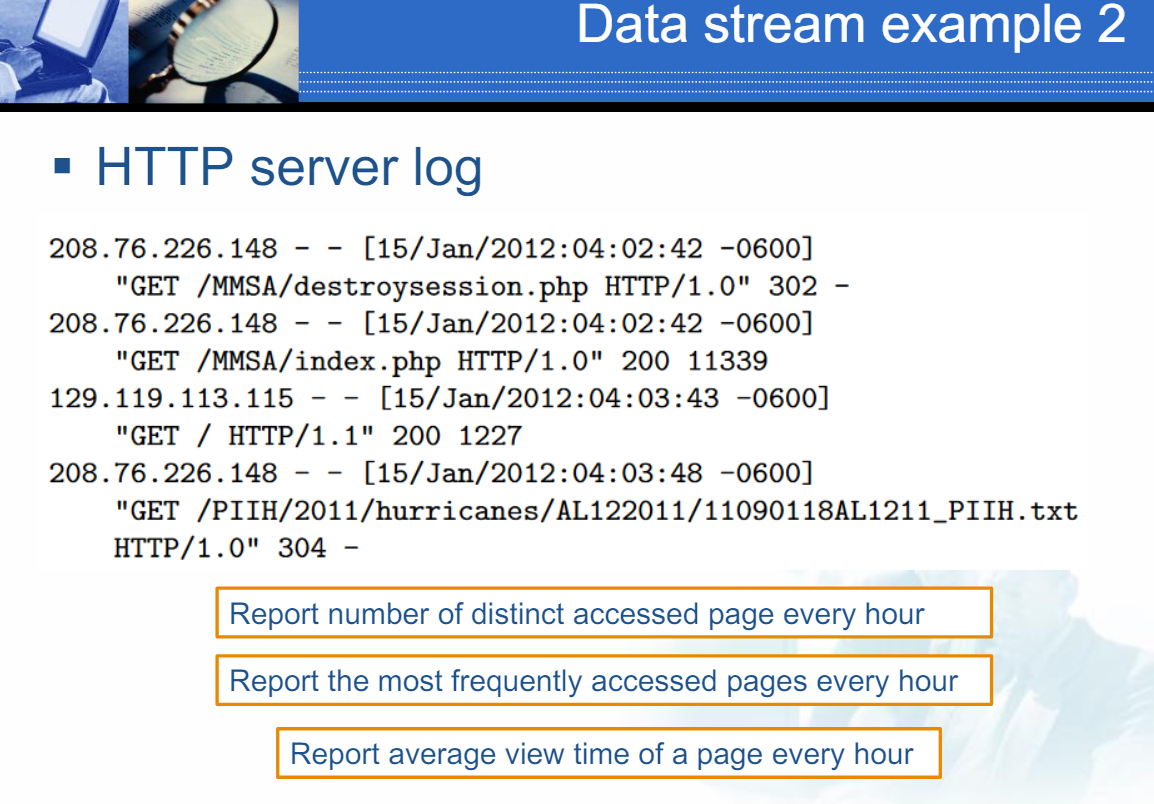 Data stream example 2
▪ HTTP server log
208.76.226.148 - - [15/Jan/2012:04:02:42 -0600]
"GET /MMSA/destroysession.php HTTP/1.0" 302 -
208.76.226.148 - - [15/Jan/2012:04:02:42 -0600]
"GET /MMSA/index.php HTTP/1.0" 200 11339
129.119.113.115 - - [15/Jan/2012:04:03:43 -0600]
"GET / HTTP/1.1" 200 1227
208.76.226.148 - - [15/Jan/2012:04:03:48 -0600]
"GET /PIIH/2011/hurricanes/AL122011/11090118AL1211_PIIH.txt
HTTP/1.0" 304 -
Report number of distinct accessed page every hour
Report the most frequently accessed pages every hour
Report average view time of a page every hour